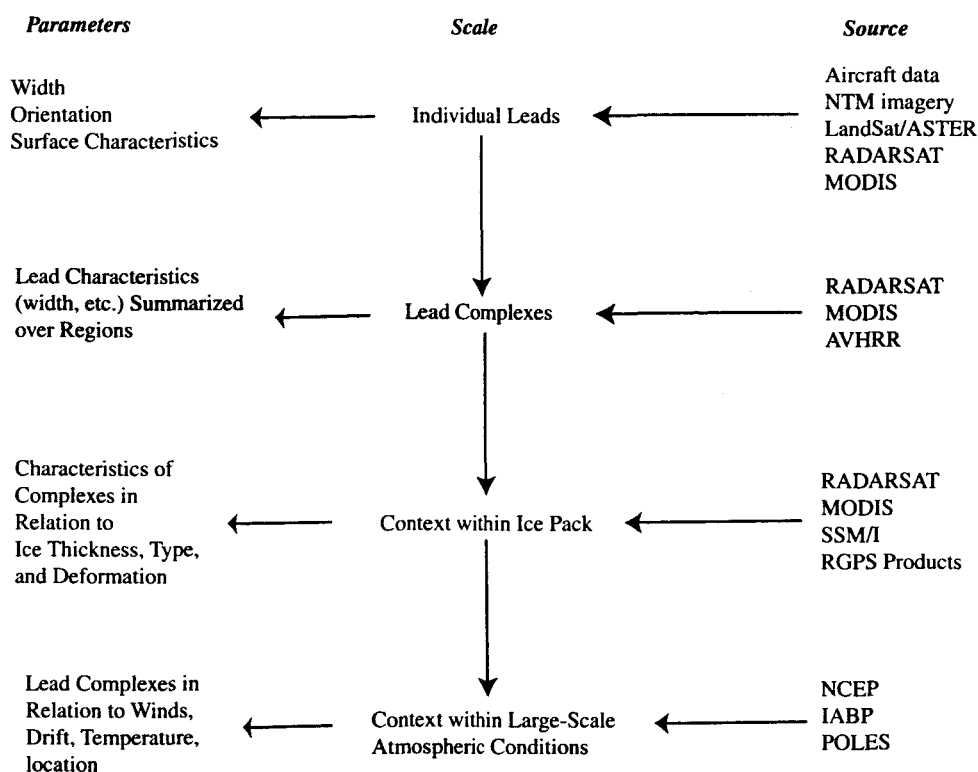 Parameters
Scale
Source
Width
Orientation
Surface Characteristics
Individual Leads
Aircraft data
NTM imagery
LandSat/ASTER
RADARSAT
MODIS
Lead Characteristics
(width, etc.) Summarized
over Regions
Lead Complexes
RADARSAT
MODIS
AVHRR
Characteristics of
Complexes in
Relation to
Ice Thickness, Type,
and Deformation
Context within Ice Pack
RADARSAT
MODIS
SSM/I
RGPS Products
Lead Complexes in
Relation to Winds,
Drift, Temperature,
location
Context within Large-Scale
Atmospheric Conditions
NCEP
IABP
POLES